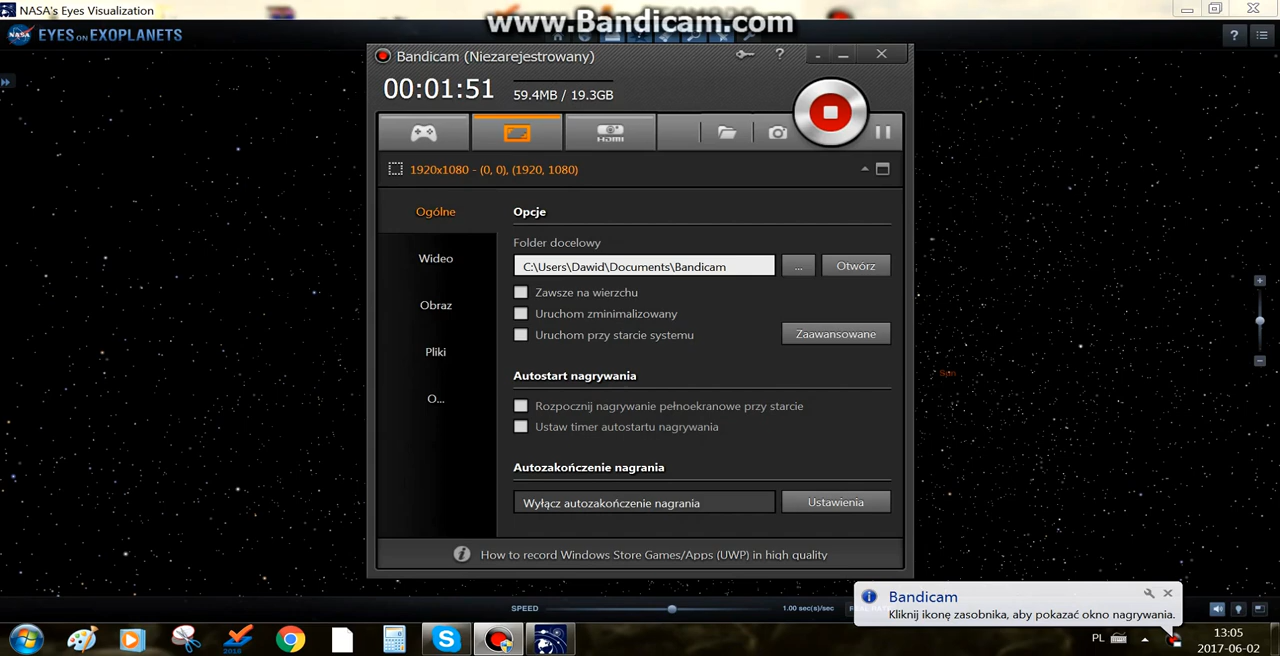 NASA's Eyes Visualization
www.Bandicam.com
NASA EYES ON EXOPLANETS
?
Bandicam (Niezarejestrowany)
?
00:01:51 59.4MB / 19.3GB
HDMI
1920x1080 - (0, 0), (1920, 1080)
Ogólne
Wideo
Obraz
Pliki
O...
Opcje
Folder docelowy
C:\Users\Dawid\Documents\Bandicam
...
Otwórz
Zawsze na wierzchu
Uruchom zminimalizowany
Uruchom przy starcie systemu
Zaawansowane
Autostart nagrywania
Rozpocznij nagrywanie pełnoekranowe przy starcie
Ustaw timer autostartu nagrywania
Autozakończenie nagrania
Wyłącz autozakończenie nagrania
Ustawienia
How to record Windows Store Games/Apps (UWP) in high quality
Bandicam
Kliknij ikonę zasobnika, aby pokazać okno nagrywania.
SPEED
1.00 sec(s)/sec
PL
13:05
2017-06-02